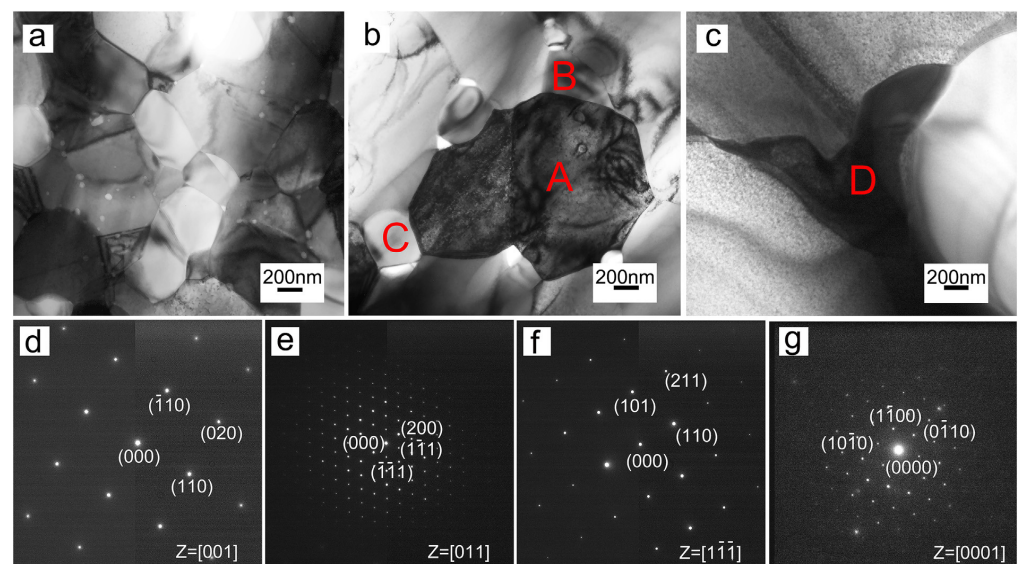 a
b
c
B
A
C
D
200nm
200nm
200nm
d
(1̄10)
(020)
(000)
(110)
Z=[001]
e
(200)
(000)
(11̄1)
(1̄1̄1)
Z=[011]
f
(211)
(101)
(110)
(000)
Z=[11̄1̄]
g
(11̄00)
(01̄10)
(101̄0)
(0000)
Z=[0001]